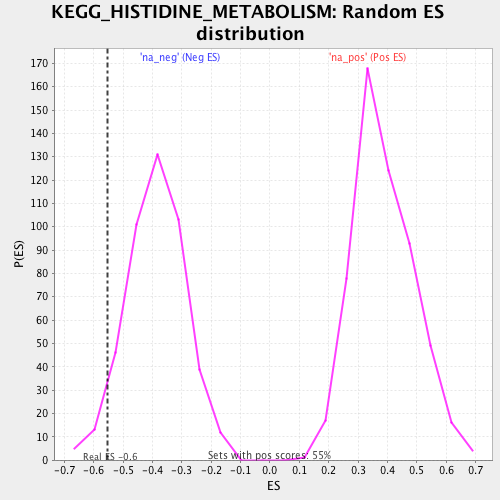 KEGG_HISTIDINE_METABOLISM: Random ES
distribution
'na_neg' (Neg ES)
'na_pos' (Pos ES)
170
160
150
140
130
120
110
100
90
80
70
60
50
40
30
20
10
0
P(ES)
Real ES -0.6
Sets with pos scores: 55%
-0.7 -0.6 -0.5 -0.4 -0.3 -0.2 -0.1 0.0 0.1 0.2 0.3 0.4 0.5 0.6 0.7
ES